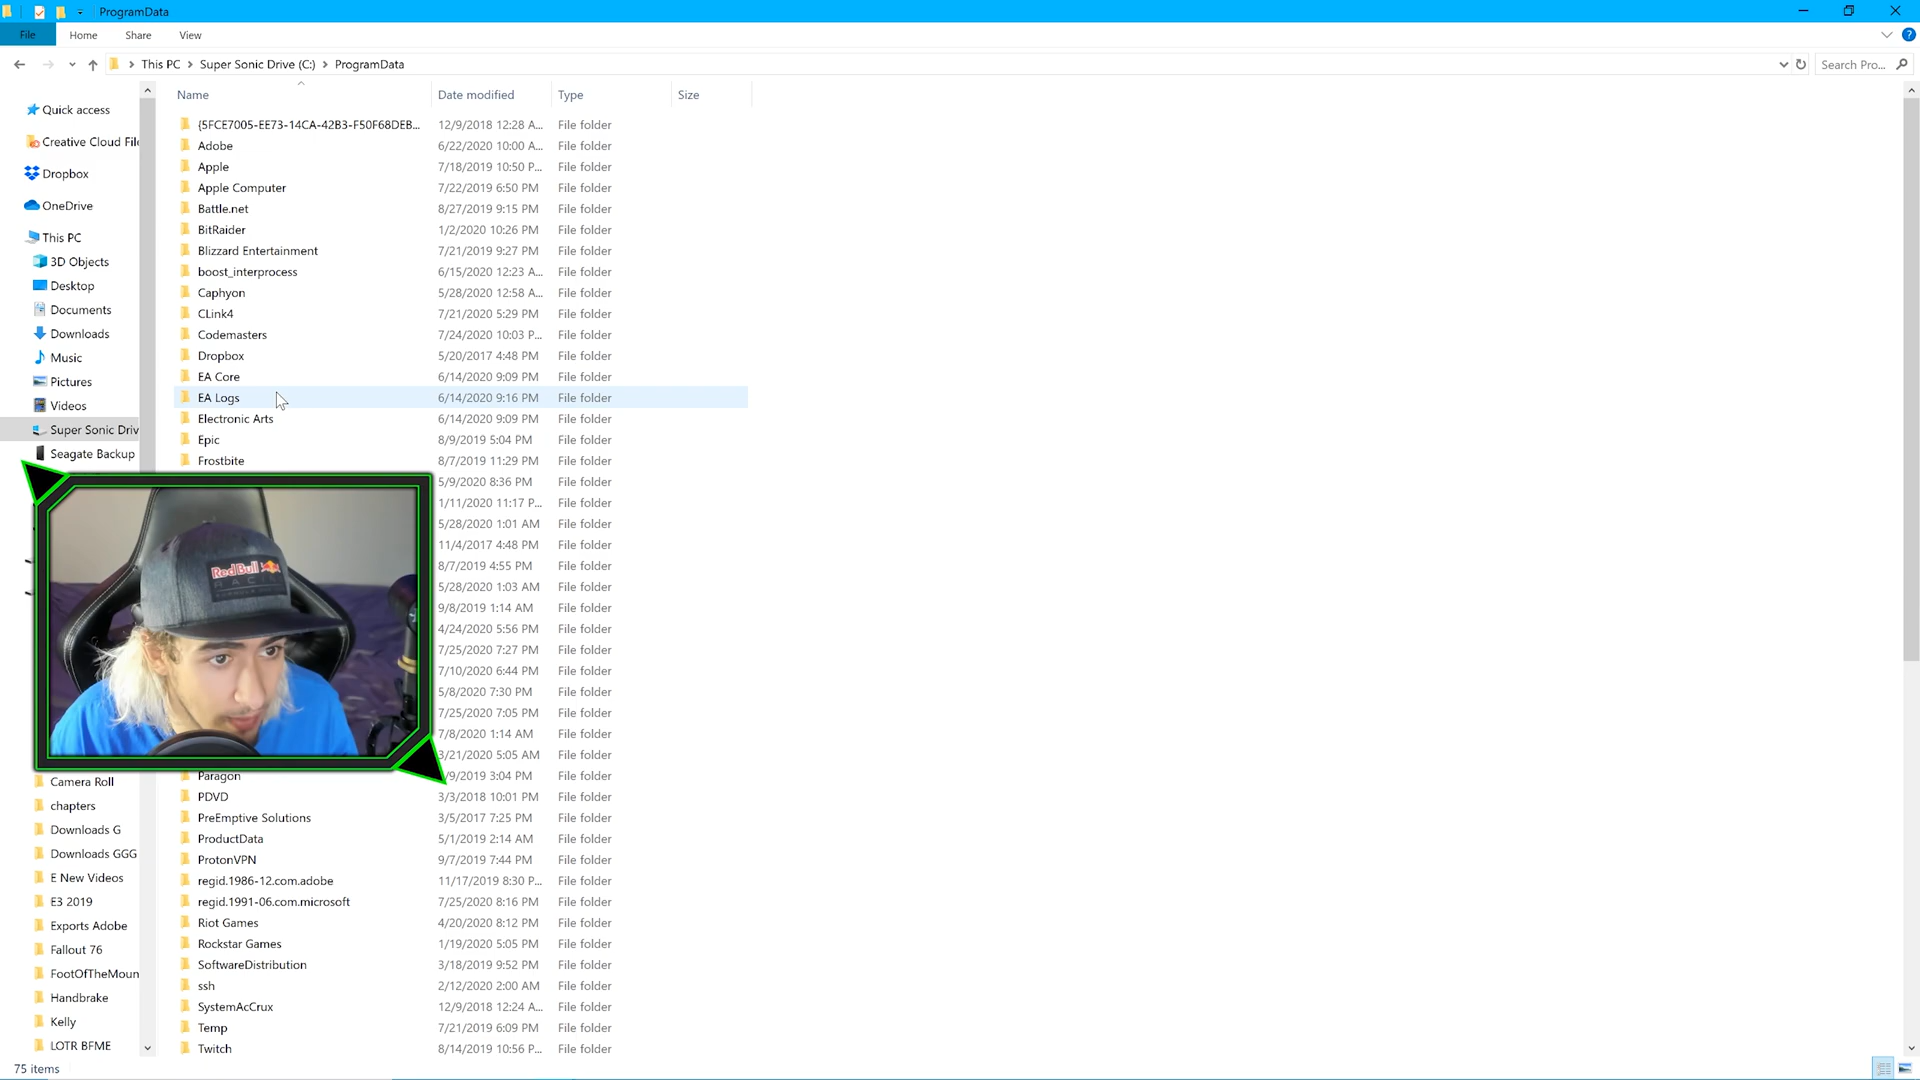 ProgramData
File Home Share View
This PC Super Sonic Drive (C:) ProgramData Search Pro...
Name Date modified Type Size
Quick access
Creative Cloud Fil
Dropbox
OneDrive
This PC
3D Objects
Desktop
Documents
Downloads
Music
Pictures
Videos
Super Sonic Driv
Seagate Backup
Camera Roll
chapters
Downloads G
Downloads GGG
E New Videos
E3 2019
Exports Adobe
Fallout 76
FootOfTheMoun
Handbrake
Kelly
LOTR BFME
{5FCE7005-EE73-14CA-42B3-F50F68DEB... 12/9/2018 12:28 A... File folder
Adobe 6/22/2020 10:00 A... File folder
Apple 7/18/2019 10:50 P... File folder
Apple Computer 7/22/2019 6:50 PM File folder
Battle.net 8/27/2019 9:15 PM File folder
BitRaider 1/2/2020 10:26 PM File folder
Blizzard Entertainment 7/21/2019 9:27 PM File folder
boost_interprocess 6/15/2020 12:23 A... File folder
Caphyon 5/28/2020 12:58 A... File folder
CLink4 7/21/2020 5:29 PM File folder
Codemasters 7/24/2020 10:03 P... File folder
Dropbox 5/20/2017 4:48 PM File folder
EA Core 6/14/2020 9:09 PM File folder
EA Logs 6/14/2020 9:16 PM File folder
Electronic Arts 6/14/2020 9:09 PM File folder
Epic 8/9/2019 5:04 PM File folder
Frostbite 8/7/2019 11:29 PM File folder
5/9/2020 8:36 PM File folder
1/11/2020 11:17 P... File folder
5/28/2020 1:01 AM File folder
11/4/2017 4:48 PM File folder
8/7/2019 4:55 PM File folder
5/28/2020 1:03 AM File folder
9/8/2019 1:14 AM File folder
4/24/2020 5:56 PM File folder
7/25/2020 7:27 PM File folder
7/10/2020 6:44 PM File folder
5/8/2020 7:30 PM File folder
7/25/2020 7:05 PM File folder
7/8/2020 1:14 AM File folder
3/21/2020 5:05 AM File folder
Paragon /9/2019 3:04 PM File folder
PDVD 3/3/2018 10:01 PM File folder
PreEmptive Solutions 3/5/2017 7:25 PM File folder
ProductData 5/1/2019 2:14 AM File folder
ProtonVPN 9/7/2019 7:44 PM File folder
regid.1986-12.com.adobe 11/17/2019 8:30 P... File folder
regid.1991-06.com.microsoft 7/25/2020 8:16 PM File folder
Riot Games 4/20/2020 8:12 PM File folder
Rockstar Games 1/19/2020 5:05 PM File folder
SoftwareDistribution 3/18/2019 9:52 PM File folder
ssh 2/12/2020 2:00 AM File folder
SystemAcCrux 12/9/2018 12:24 A... File folder
Temp 7/21/2019 6:09 PM File folder
Twitch 8/14/2019 10:56 P... File folder
Red Bull
RACING
75 items